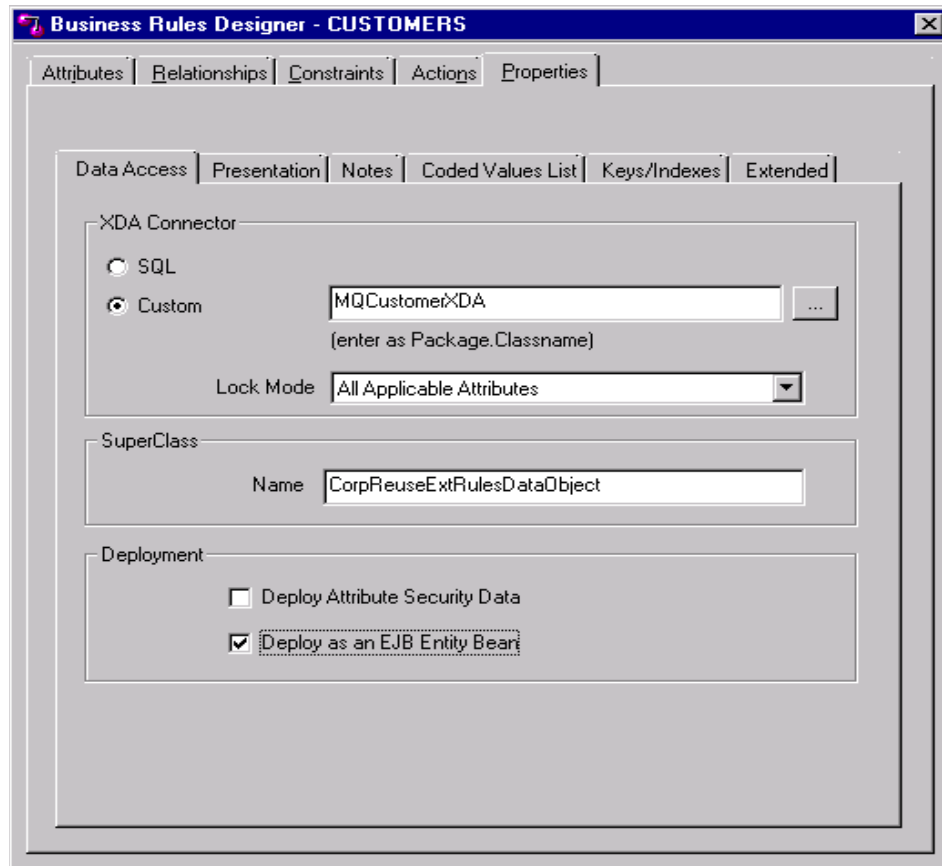 Business Rules Designer - CUSTOMERS
Attributes Relationships Constraints Actions Properties
Data Access Presentation Notes Coded Values List Keys/Indexes Extended
XDA Connector
SQL
Custom MQCustomerXDA ...
(enter as Package.Classname)
Lock Mode All Applicable Attributes
SuperClass
Name CorpReuseExtRulesDataObject
Deployment
Deploy Attribute Security Data
Deploy as an EJB Entity Bean